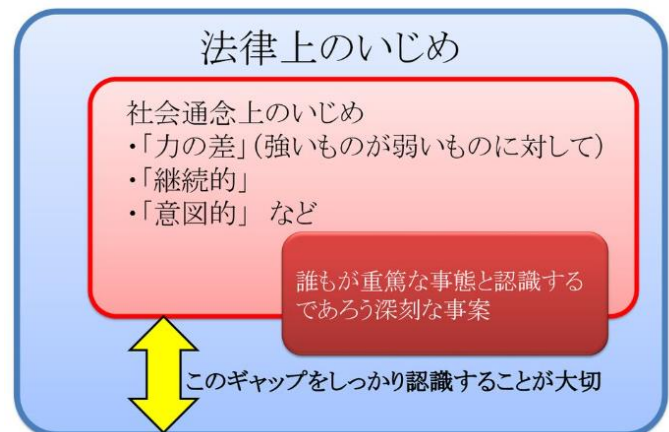 法律上のいじめ
社会通念上のいじめ
・「力の差」(強いものが弱いものに対して)
・「継続的」
・「意図的」 など
誰もが重篤な事態と認識する
であろう深刻な事案
このギャップをしっかり認識することが大切